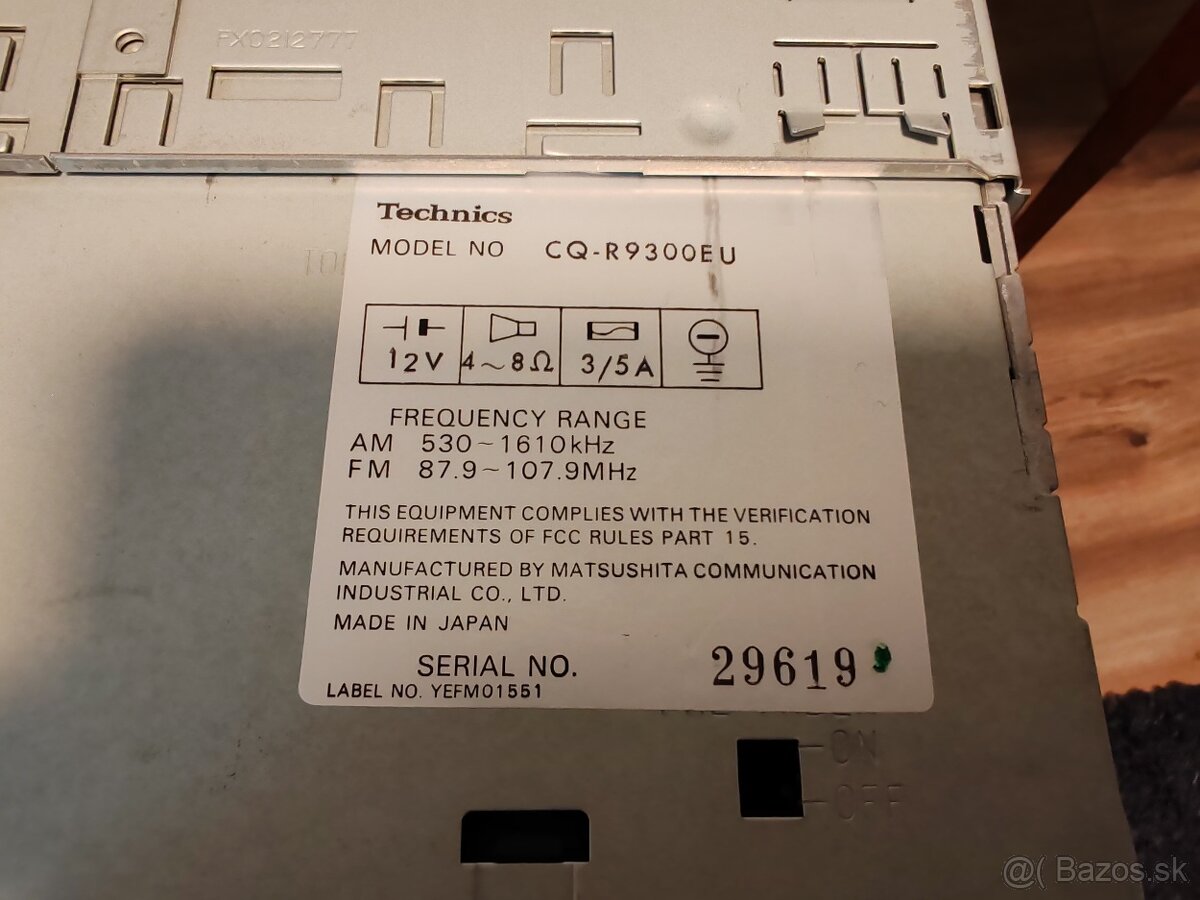 PX0212777
Technics
MODEL NO CQ-R9300EU
12V 4~8Ω 3/5A
FREQUENCY RANGE
AM 530~1610kHz
FM 87.9~107.9MHz
THIS EQUIPMENT COMPLIES WITH THE VERIFICATION
REQUIREMENTS OF FCC RULES PART 15.
MANUFACTURED BY MATSUSHITA COMMUNICATION
INDUSTRIAL CO., LTD.
MADE IN JAPAN
SERIAL NO. 29619
LABEL NO. YEFM01551
ON
OFF
@( Bazos.sk